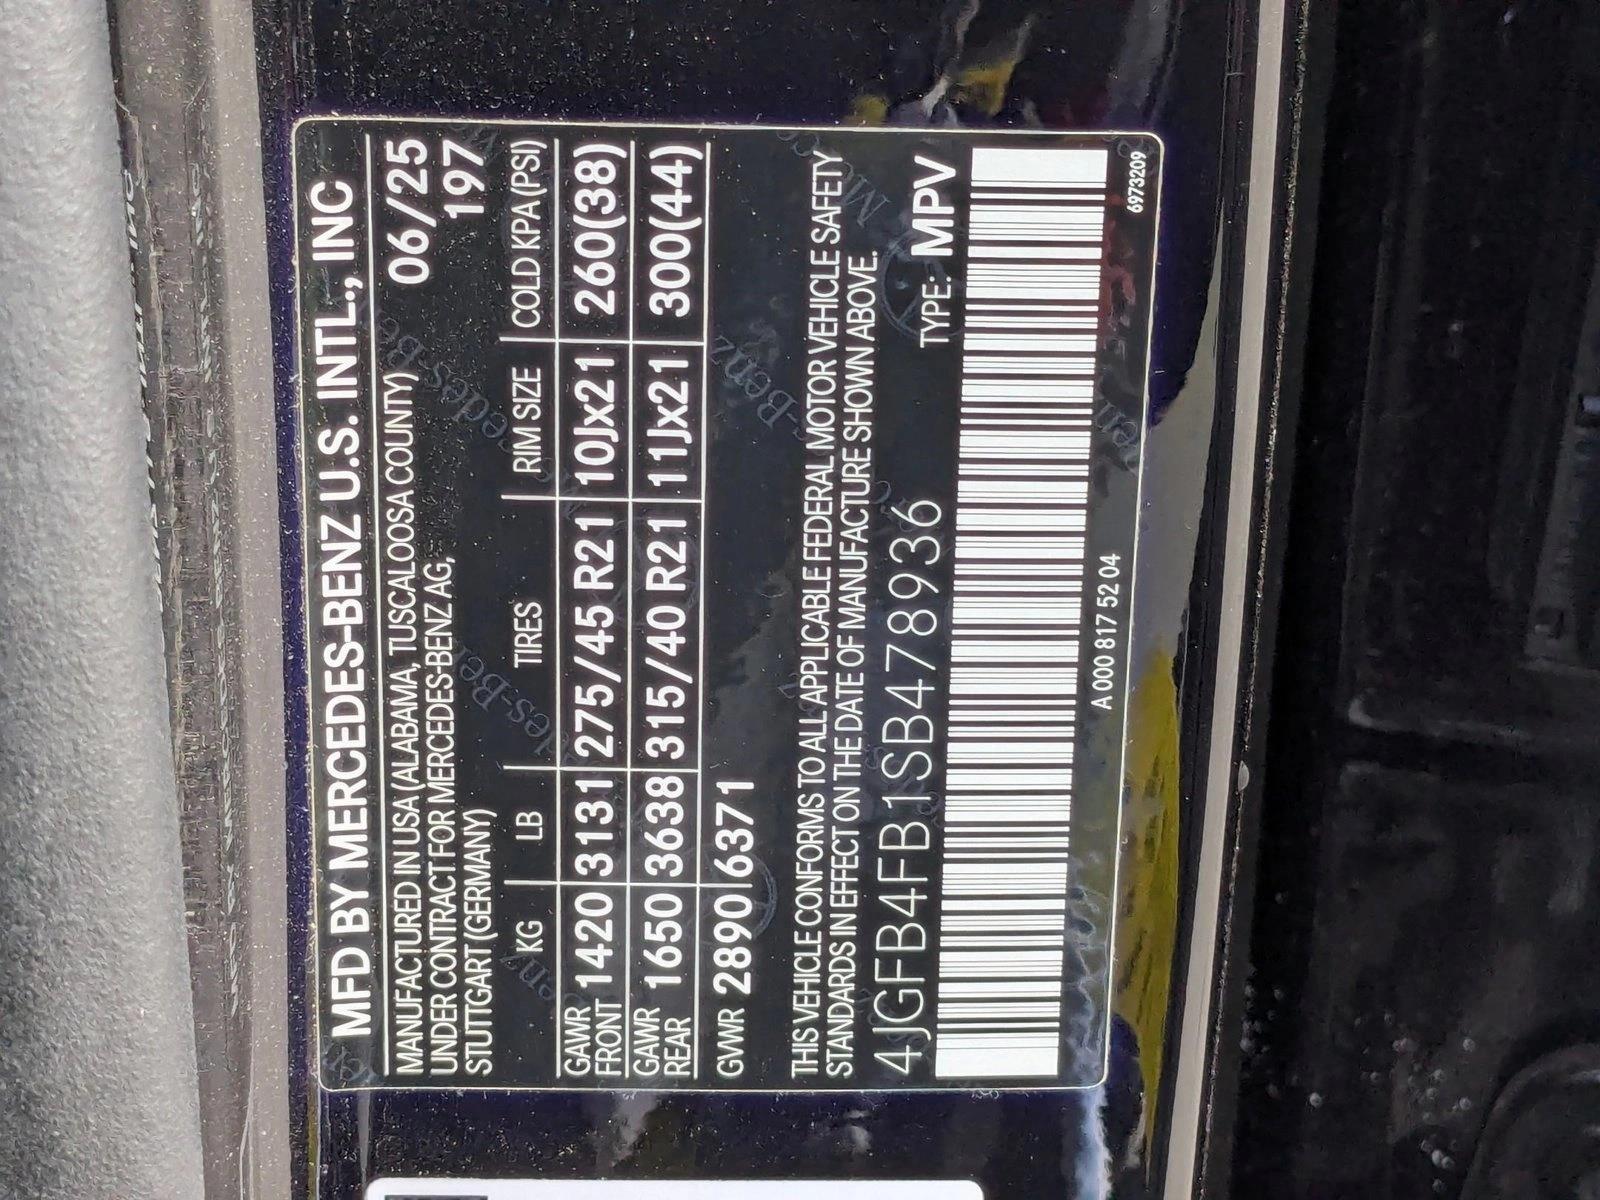 MFD BY MERCEDES-BENZ U.S. INTL., INC
MANUFACTURED IN USA (ALABAMA, TUSCALOOSA COUNTY) 06/25
UNDER CONTRACT FOR MERCEDES-BENZ AG, 197
STUTTGART (GERMANY)
KG LB TIRES RIM SIZE COLD KPA (PSI)
GAWR FRONT 1420 3131 275/45 R21 10Jx21 260(38)
GAWR REAR 1650 3638 315/40 R21 11Jx21 300(44)
GVWR 2890 6371
THIS VEHICLE CONFORMS TO ALL APPLICABLE FEDERAL MOTOR VEHICLE SAFETY
STANDARDS IN EFFECT ON THE DATE OF MANUFACTURE SHOWN ABOVE.
4JGFB4FB1SB478936 TYPE: MPV
A 000 817 52 04 6973209